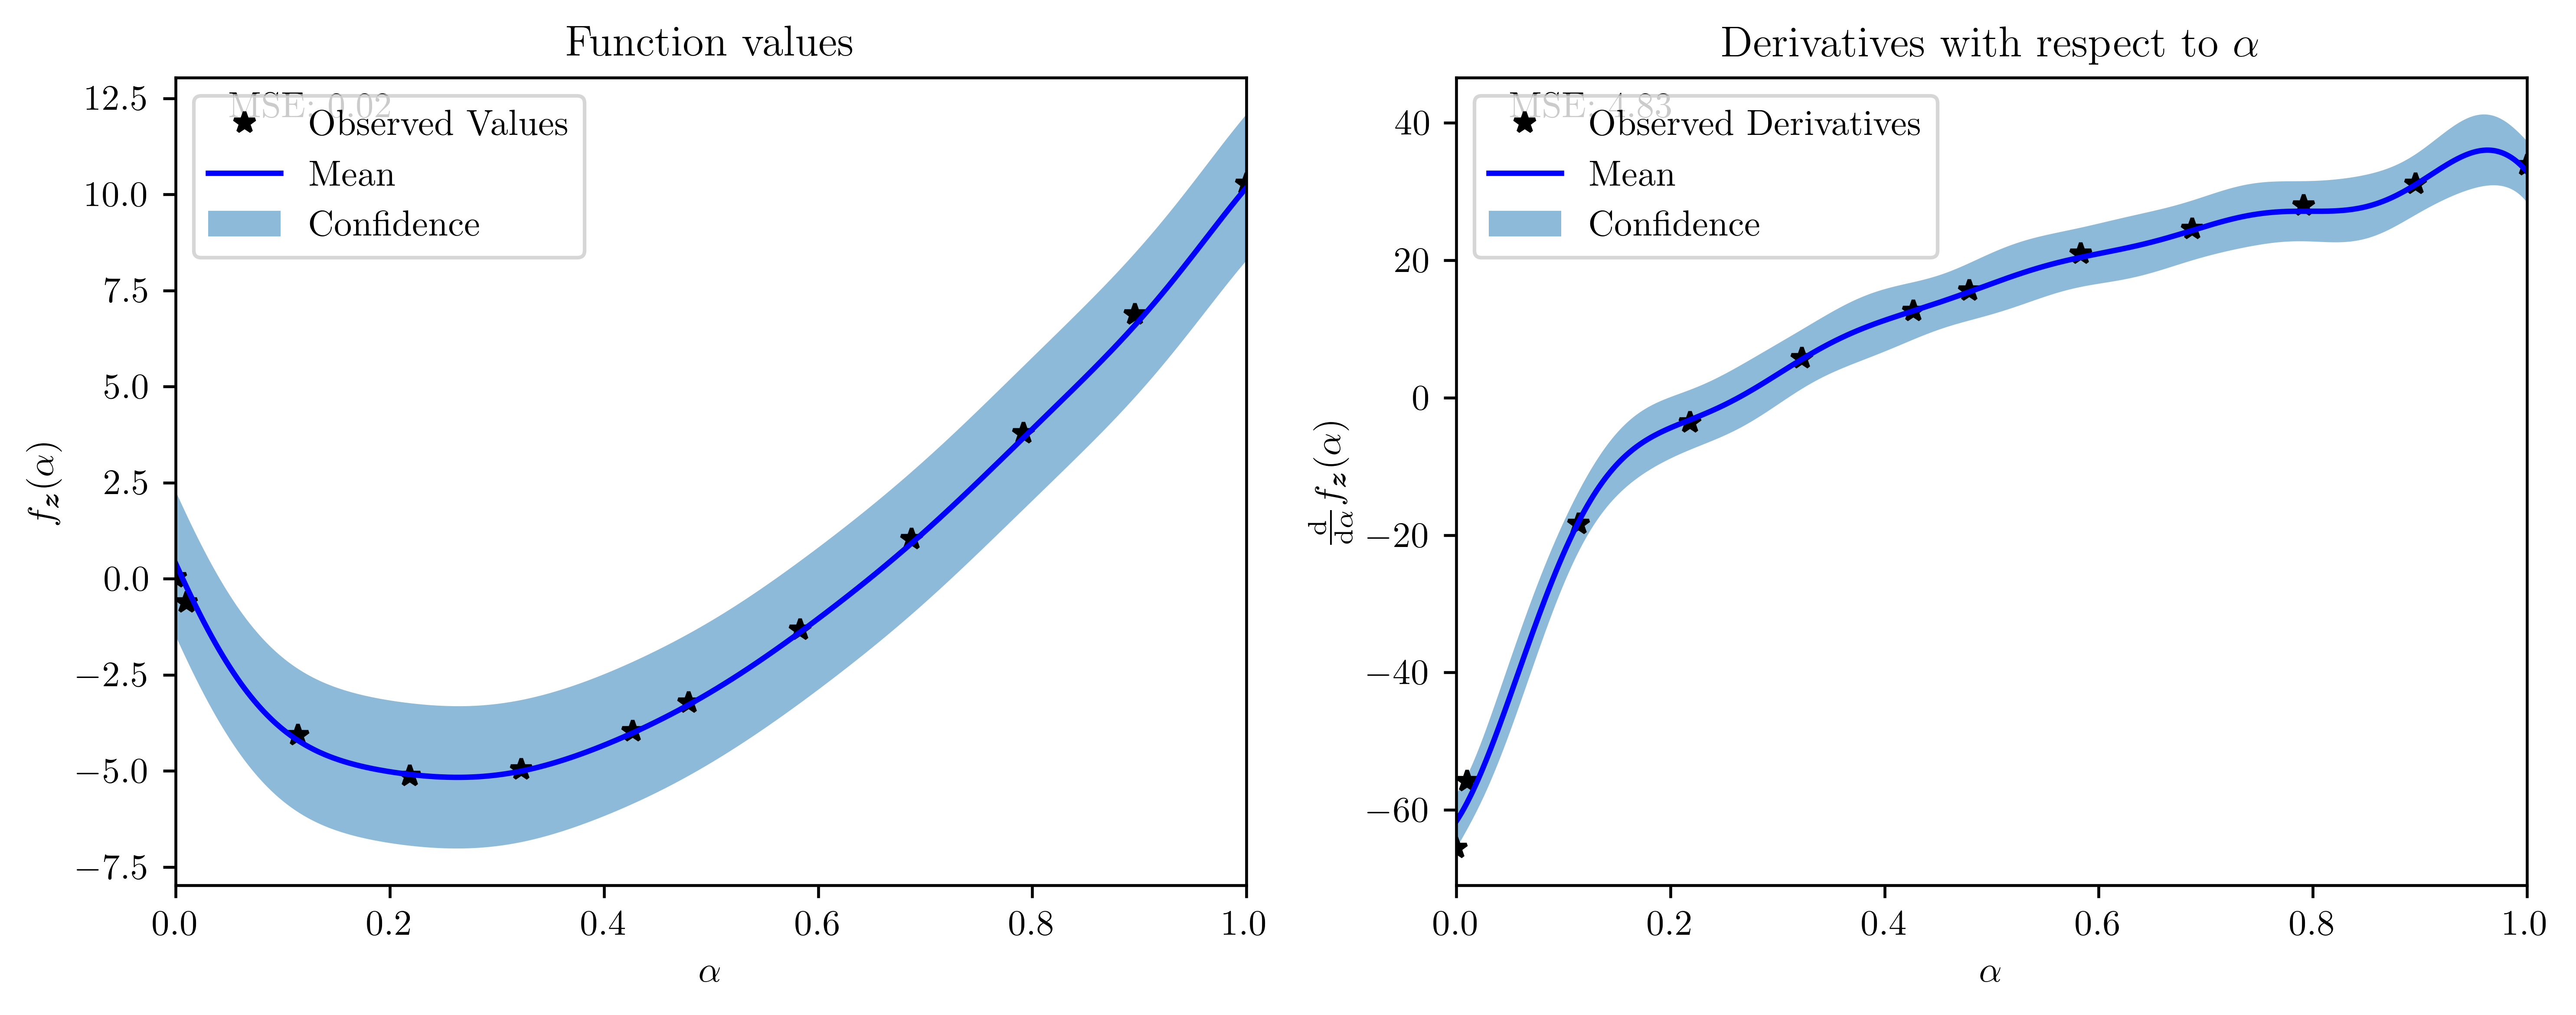 Function values
MSE: 0.02
Observed Values
Mean
Confidence
12.5
10.0
7.5
5.0
2.5
0.0
−2.5
−5.0
−7.5
f_z(α)
0.0 0.2 0.4 0.6 0.8 1.0
α
Derivatives with respect to α
MSE: 4.83
Observed Derivatives
Mean
Confidence
40
20
0
−20
−40
−60
d/dα f_z(α)
0.0 0.2 0.4 0.6 0.8 1.0
α